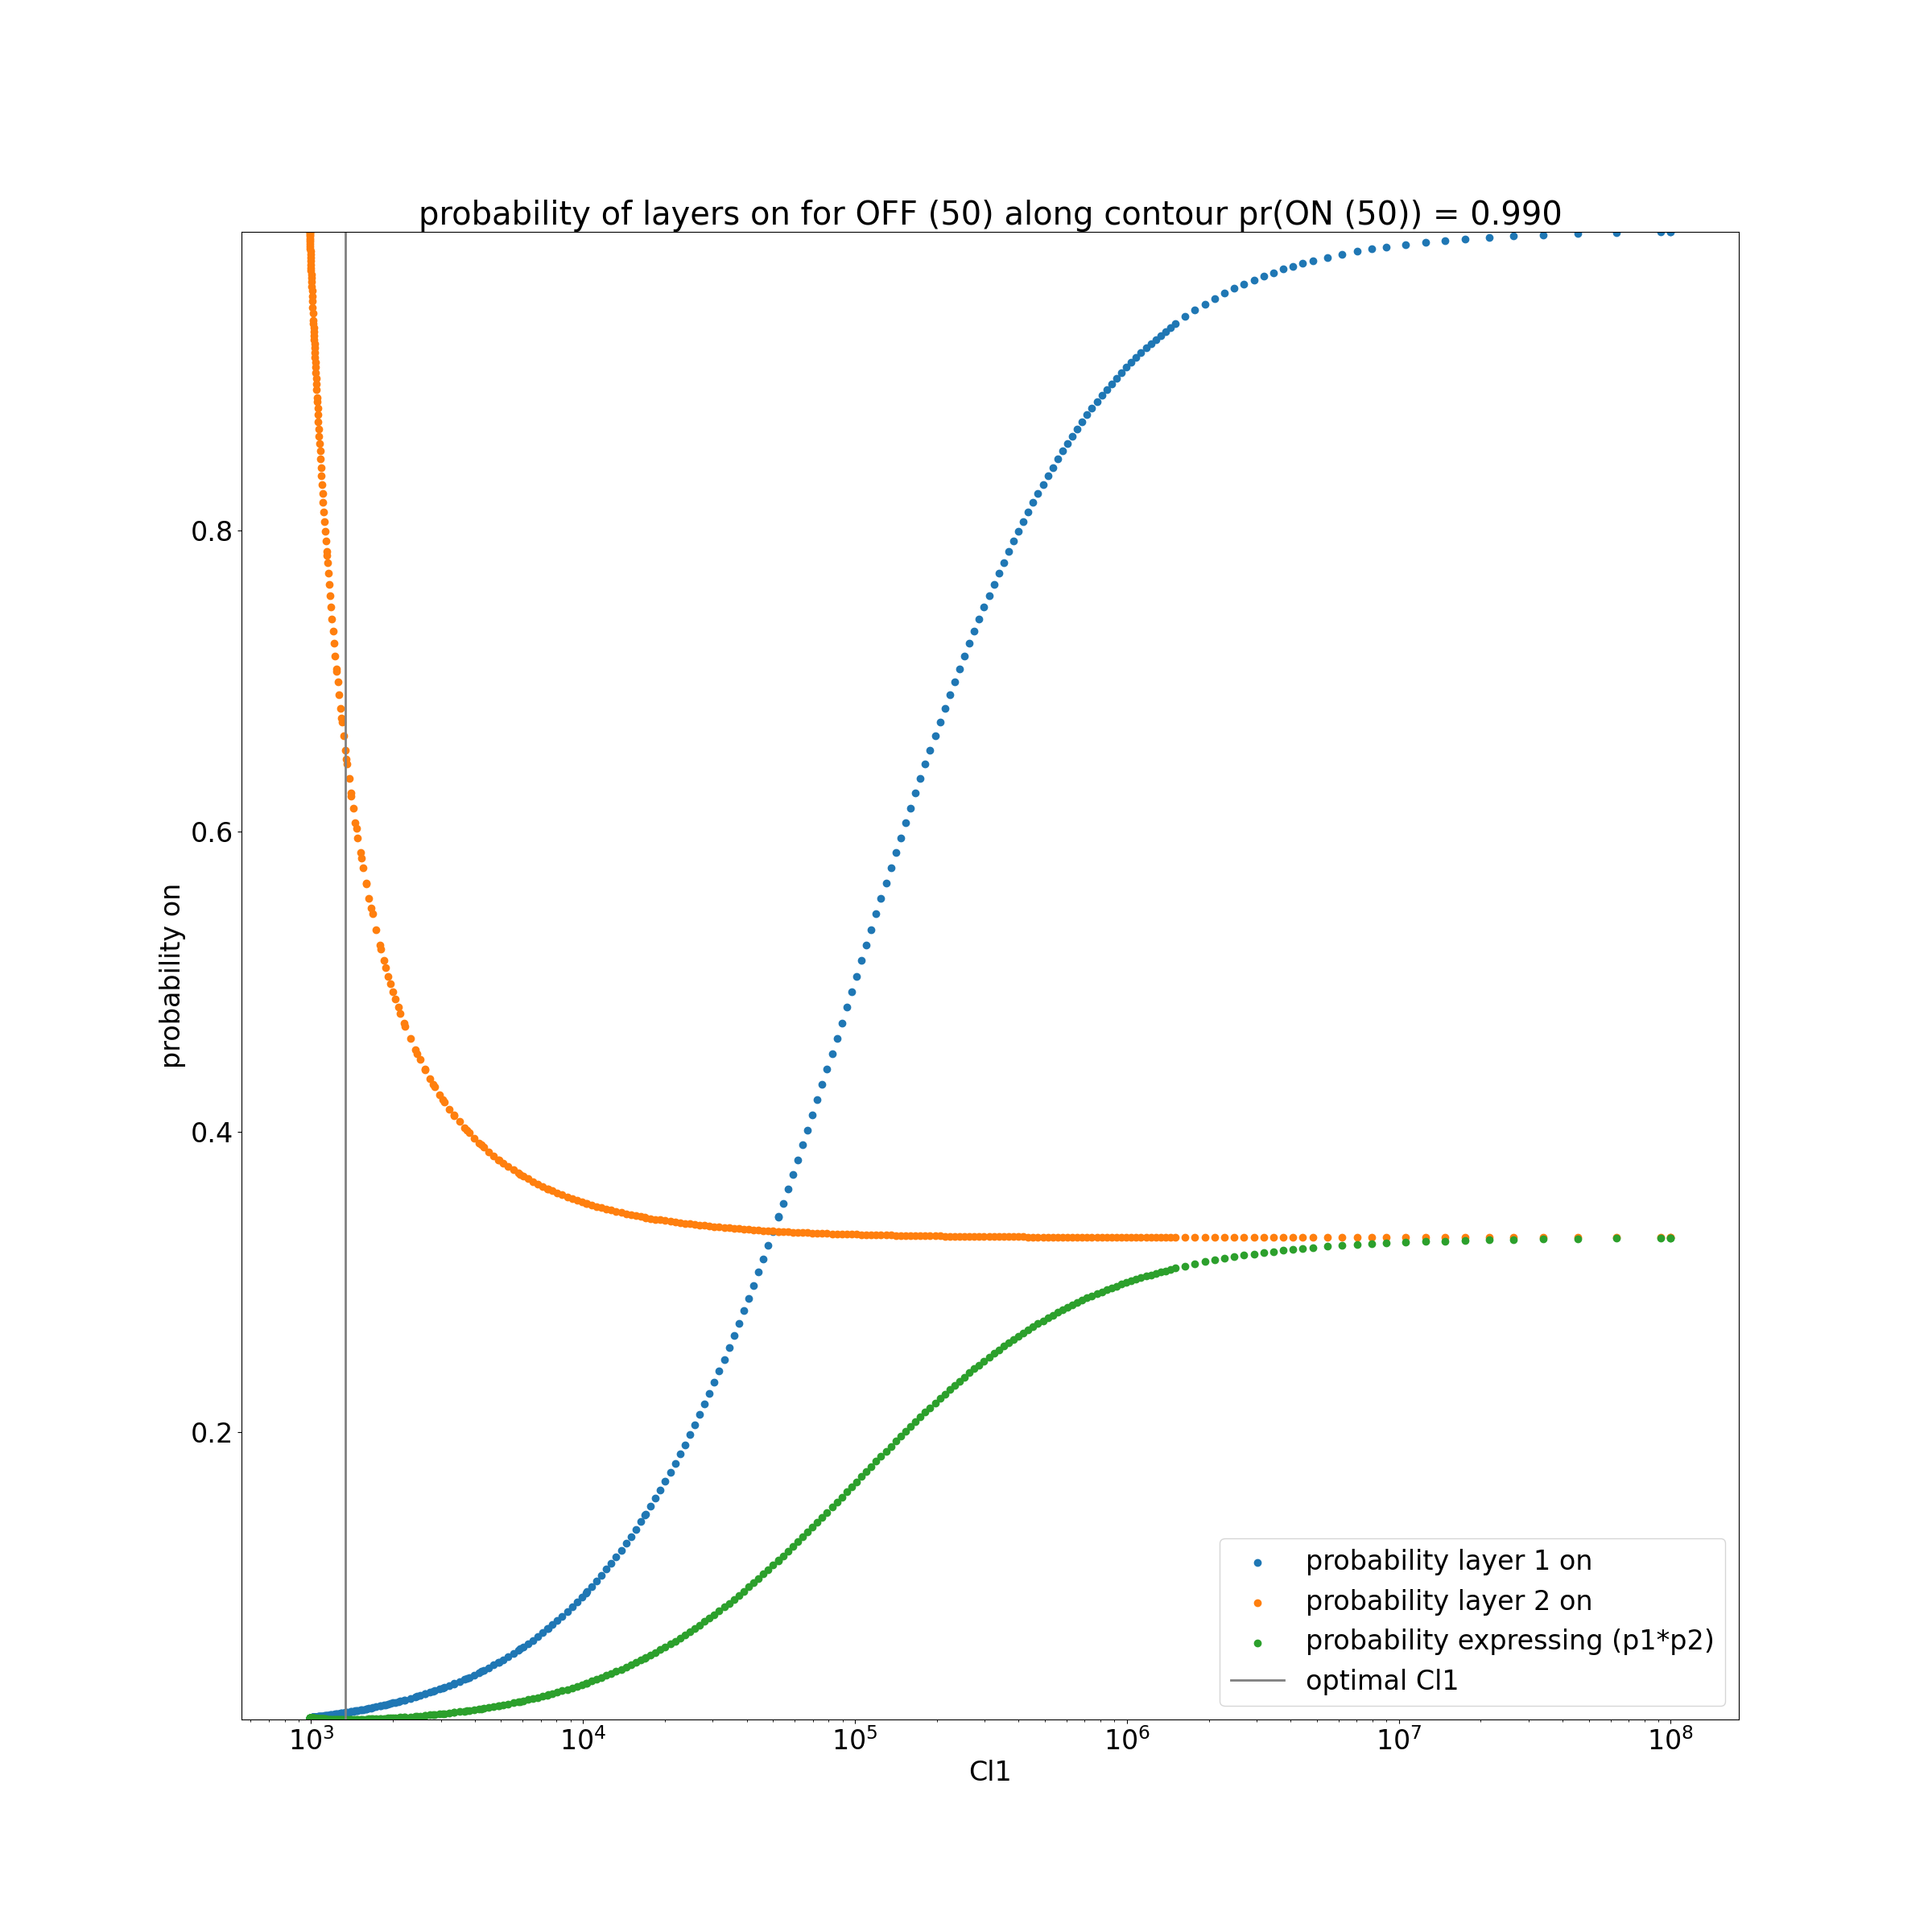 probability of layers on for OFF (50) along contour pr(ON (50)) = 0.990
probability on
0.8
0.6
0.4
0.2
10³ 10⁴ 10⁵ 10⁶ 10⁷ 10⁸
Cl1
probability layer 1 on
probability layer 2 on
probability expressing (p1*p2)
optimal Cl1